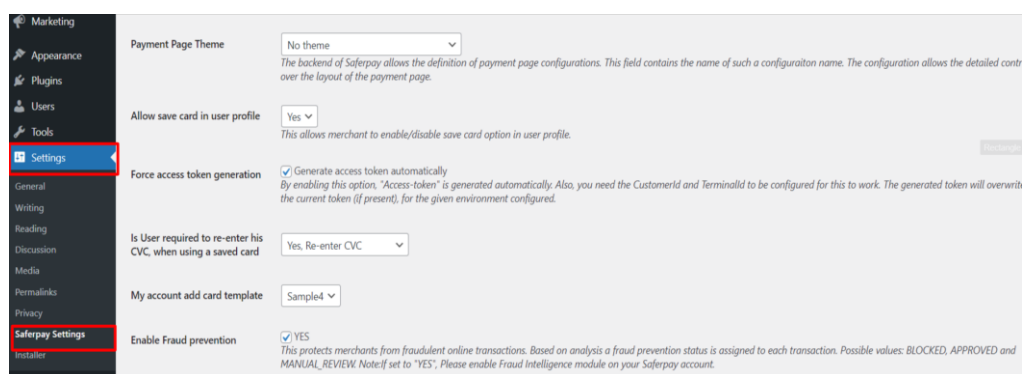 Marketing
Appearance
Plugins
Users
Tools
Settings
General
Writing
Reading
Discussion
Media
Permalinks
Privacy
Saferpay Settings
Installer
Payment Page Theme
No theme
The backend of Saferpay allows the definition of payment page configurations. This field contains the name of such a configuraiton name. The configuration allows the detailed contr
over the layout of the payment page.
Allow save card in user profile
Yes
This allows merchant to enable/disable save card option in user profile.
Rectangle
Force access token generation
Generate access token automatically
By enabling this option, "Access-token" is generated automatically. Also, you need the CustomerId and TerminalId to be configured for this to work. The generated token will overwrite
the current token (if present), for the given environment configured.
Is User required to re-enter his
CVC, when using a saved card
Yes, Re-enter CVC
My account add card template
Sample4
Enable Fraud prevention
YES
This protects merchants from fraudulent online transactions. Based on analysis a fraud prevention status is assigned to each transaction. Possible values: BLOCKED, APPROVED and
MANUAL_REVIEW. Note:If set to "YES", Please enable Fraud Intelligence module on your Saferpay account.